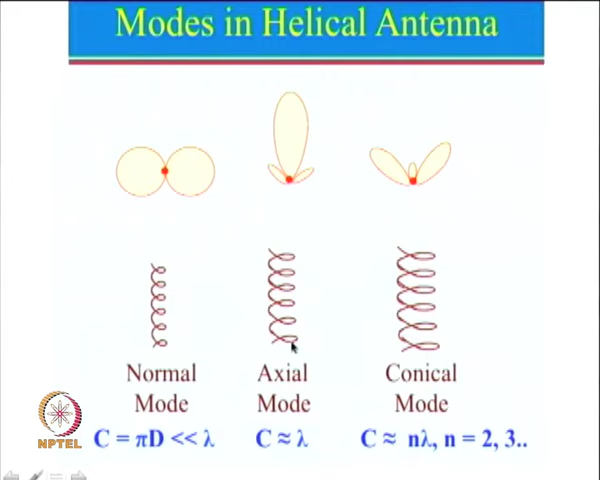 Modes in Helical Antenna
Normal Mode
Axial Mode
Conical Mode
C = πD << λ
C ≈ λ
C ≈ nλ, n = 2, 3..
NPTEL